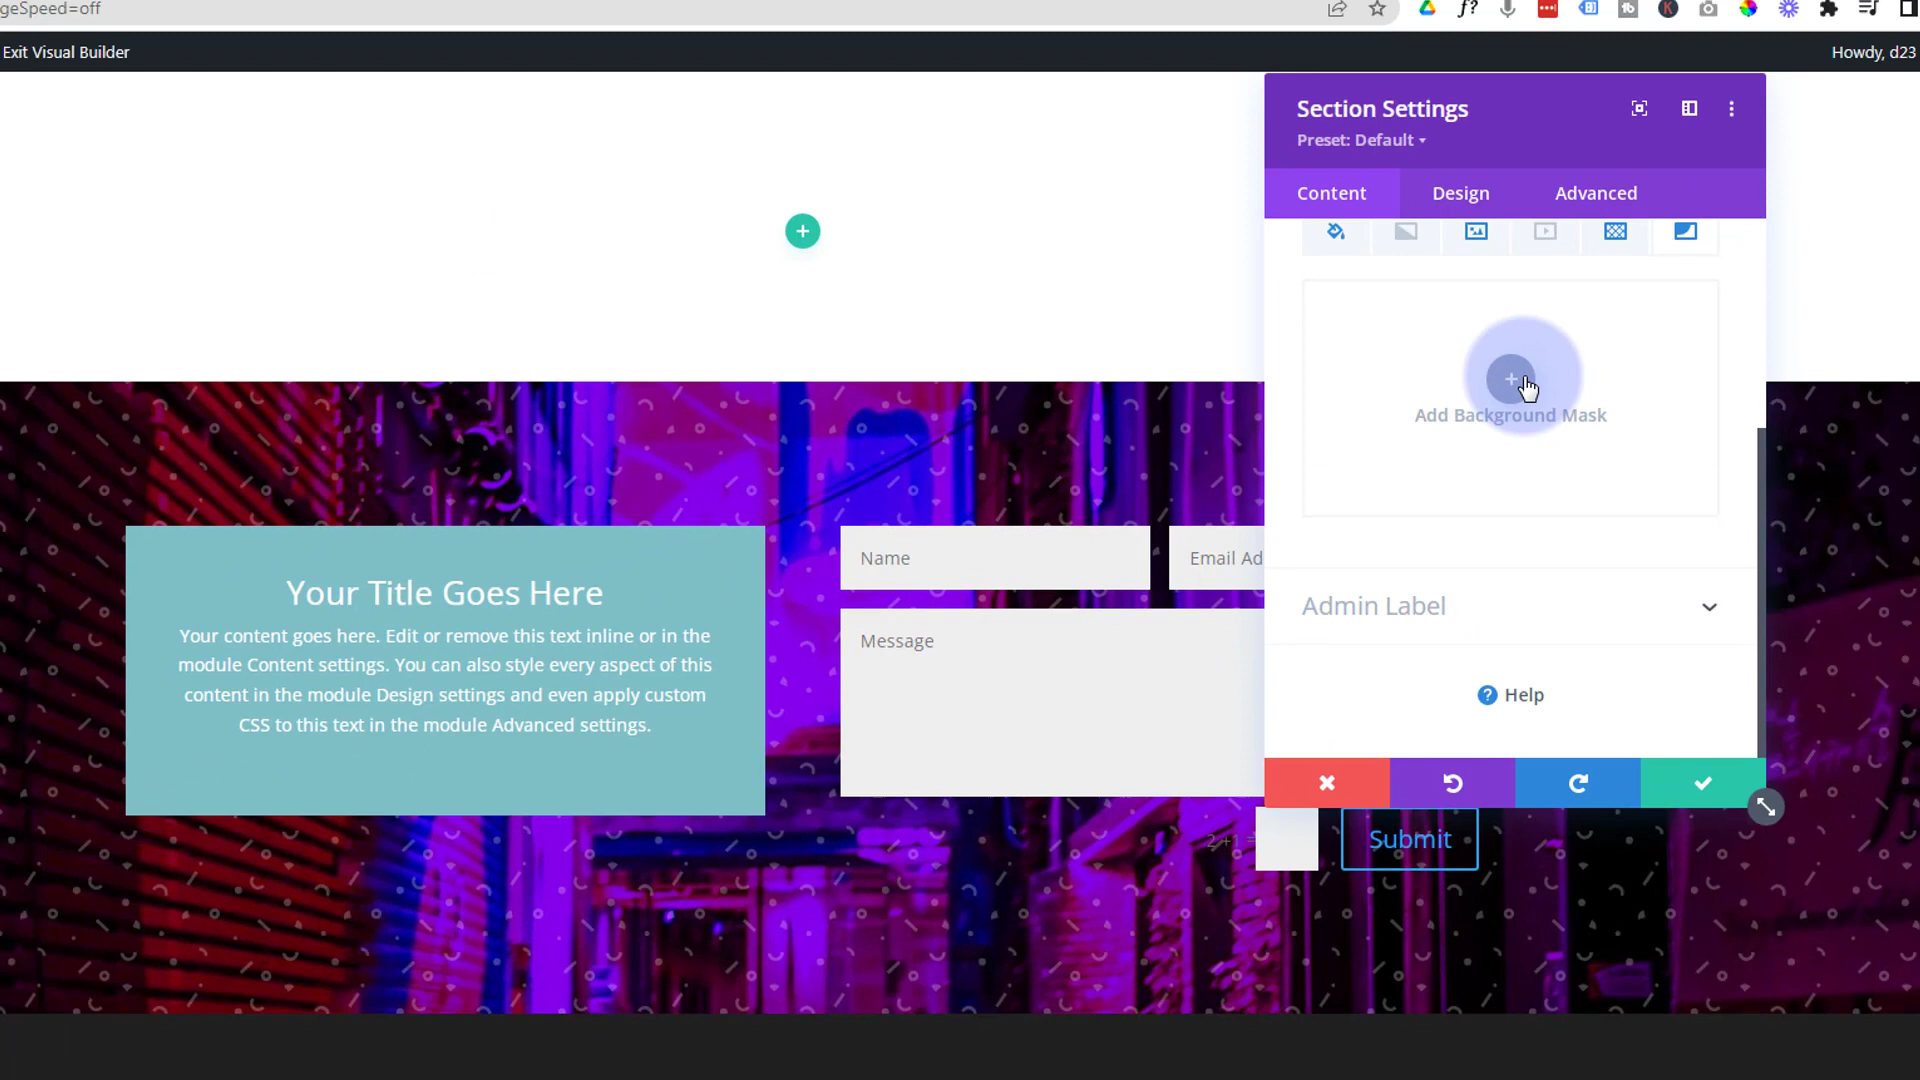 geSpeed=off
Exit Visual Builder
Howdy, d23
Section Settings
Preset: Default
Content
Design
Advanced
Add Background Mask
Admin Label
Help
Your Title Goes Here
Your content goes here. Edit or remove this text inline or in the
module Content settings. You can also style every aspect of this
content in the module Design settings and even apply custom
CSS to this text in the module Advanced settings.
Name
Email Ad
Message
2 + 1 =
Submit